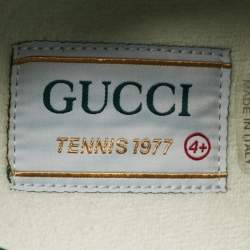 GUCCI
TENNIS 1977 4+
MADE IN ITALY